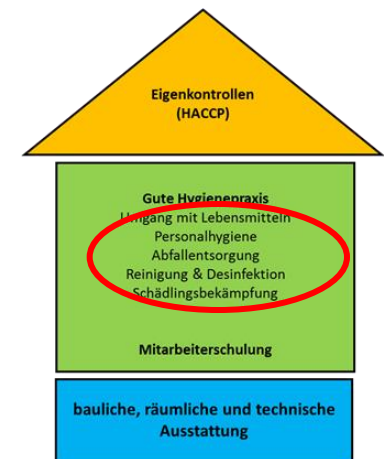 Eigenkontrollen
(HACCP)
Gute Hygienepraxis
Umgang mit Lebensmitteln
Personalhygiene
Abfallentsorgung
Reinigung & Desinfektion
Schädlingsbekämpfung
Mitarbeiterschulung
bauliche, räumliche und technische
Ausstattung